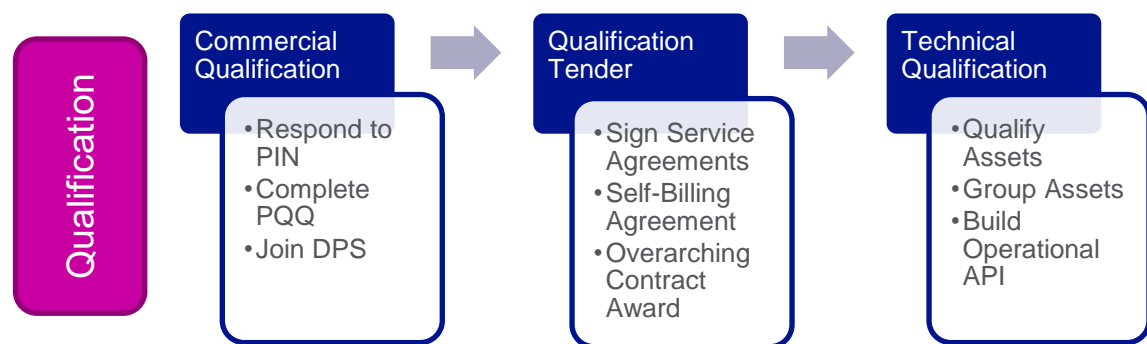 Qualification
Commercial
Qualification
•Respond to
PIN
•Complete
PQQ
•Join DPS
Qualification
Tender
•Sign Service
Agreements
•Self-Billing
Agreement
•Overarching
Contract
Award
Technical
Qualification
•Qualify
Assets
•Group Assets
•Build
Operational
API